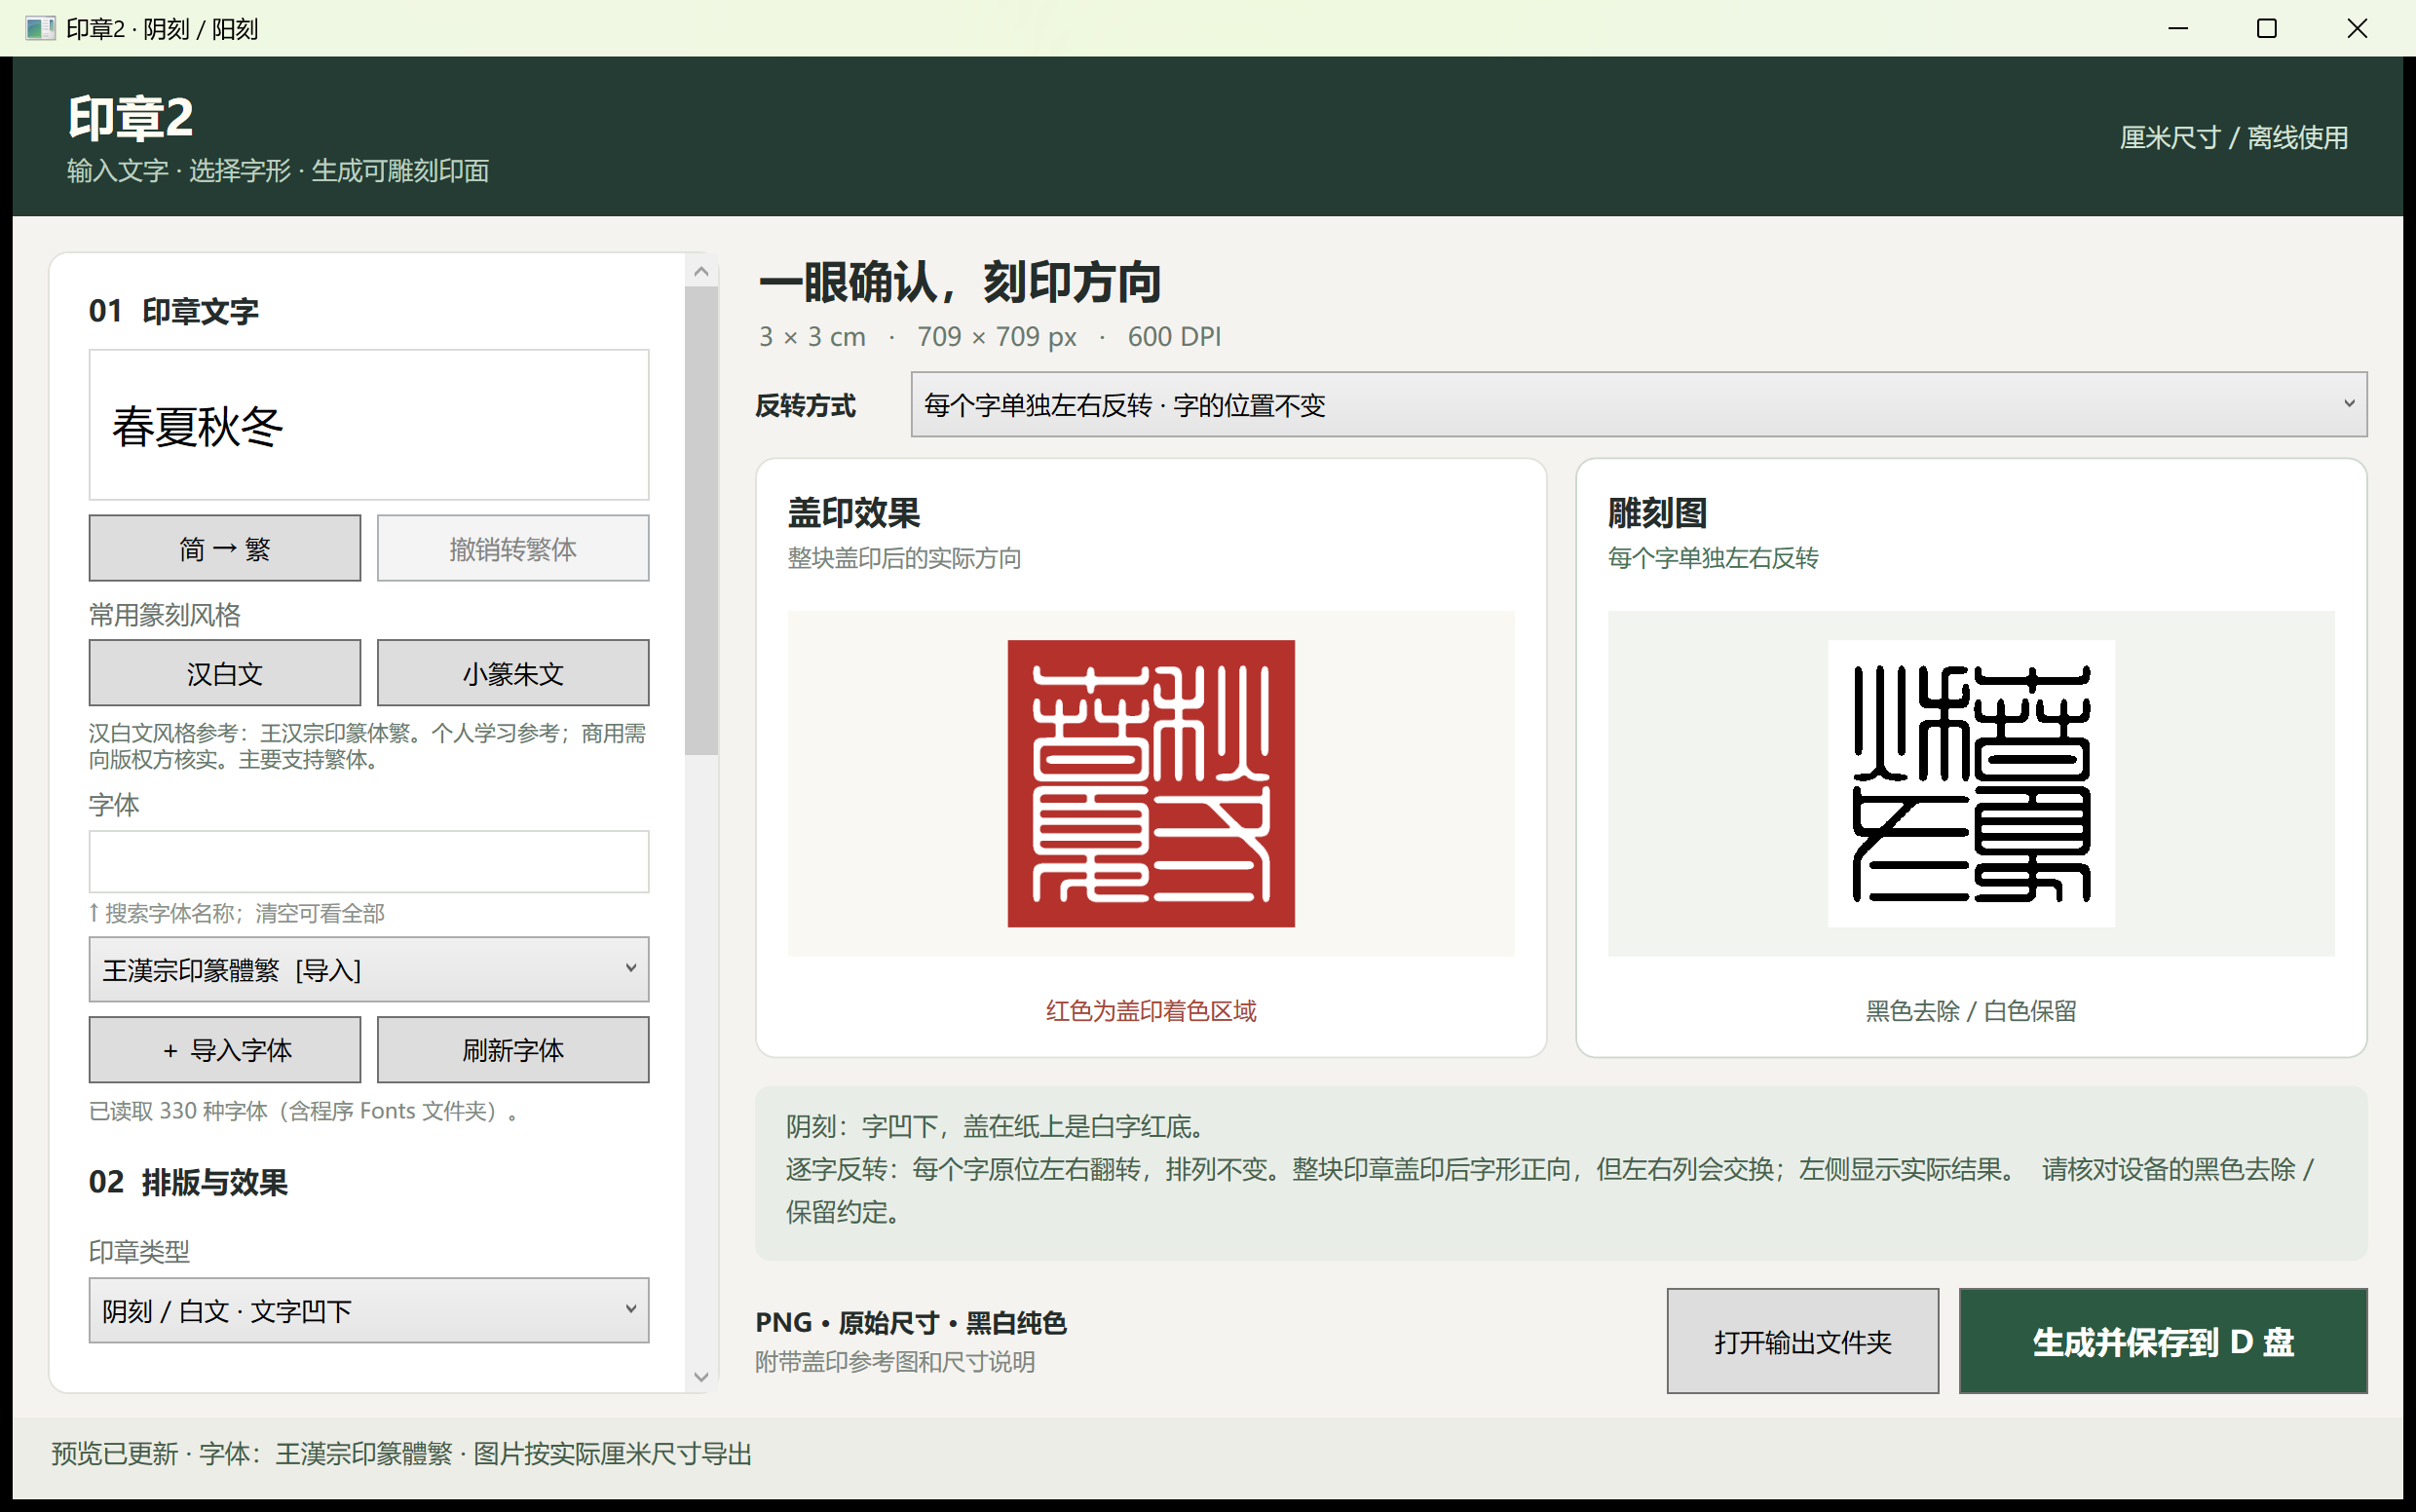 印章2 · 阴刻 / 阳刻
印章2
输入文字 · 选择字形 · 生成可雕刻印面
厘米尺寸 / 离线使用
01 印章文字
春夏秋冬
简 → 繁
撤销转繁体
常用篆刻风格
汉白文
小篆朱文
汉白文风格参考：王汉宗印篆体繁。个人学习参考；商用需
向版权方核实。主要支持繁体。
字体
↑ 搜索字体名称；清空可看全部
王漢宗印篆體繁 [导入]
+ 导入字体
刷新字体
已读取 330 种字体（含程序 Fonts 文件夹）。
02 排版与效果
印章类型
阴刻 / 白文 · 文字凹下
一眼确认，刻印方向
3 × 3 cm · 709 × 709 px · 600 DPI
反转方式
每个字单独左右反转 · 字的位置不变
盖印效果
整块盖印后的实际方向
春秋
夏冬
红色为盖印着色区域
雕刻图
每个字单独左右反转
秋春
冬夏
黑色去除 / 白色保留
阴刻：字凹下，盖在纸上是白字红底。
逐字反转：每个字原位左右翻转，排列不变。整块印章盖印后字形正向，但左右列会交换；左侧显示实际结果。 请核对设备的黑色去除 /
保留约定。
PNG • 原始尺寸 • 黑白纯色
附带盖印参考图和尺寸说明
打开输出文件夹
生成并保存到 D 盘
预览已更新 · 字体：王漢宗印篆體繁 · 图片按实际厘米尺寸导出